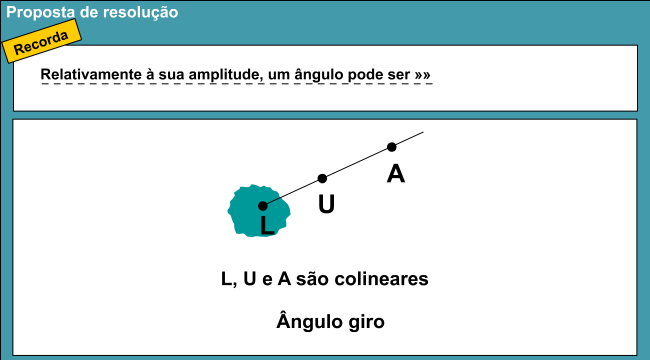 Proposta de resolução
Recorda
Relativamente à sua amplitude, um ângulo pode ser »»
A
U
L
L, U e A são colineares
Ângulo giro